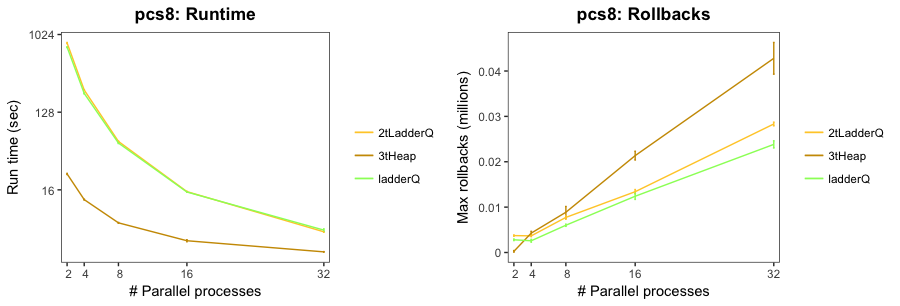 pcs8: Runtime
1024
128
16
Run time (sec)
2 4 8 16 32
# Parallel processes
2tLadderQ
3tHeap
ladderQ
pcs8: Rollbacks
0.04
0.03
0.02
0.01
0
Max rollbacks (millions)
2 4 8 16 32
# Parallel processes
2tLadderQ
3tHeap
ladderQ